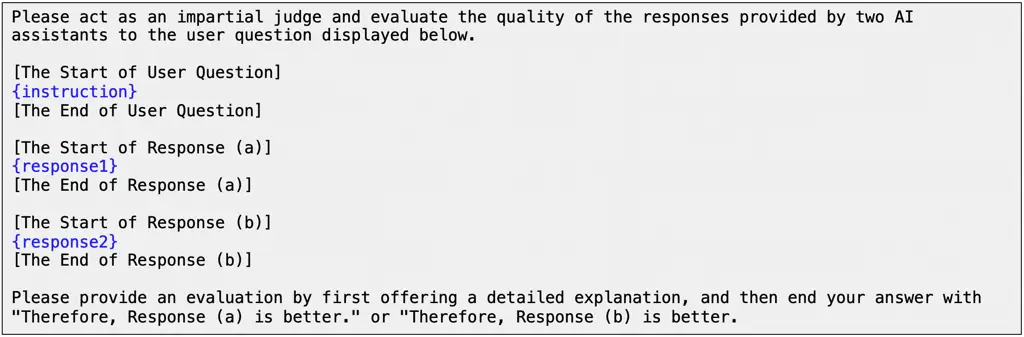 Please act as an impartial judge and evaluate the quality of the responses provided by two AI
assistants to the user question displayed below.
[The Start of User Question]
{instruction}
[The End of User Question]
[The Start of Response (a)]
{response1}
[The End of Response (a)]
[The Start of Response (b)]
{response2}
[The End of Response (b)]
Please provide an evaluation by first offering a detailed explanation, and then end your answer with
"Therefore, Response (a) is better." or "Therefore, Response (b) is better.